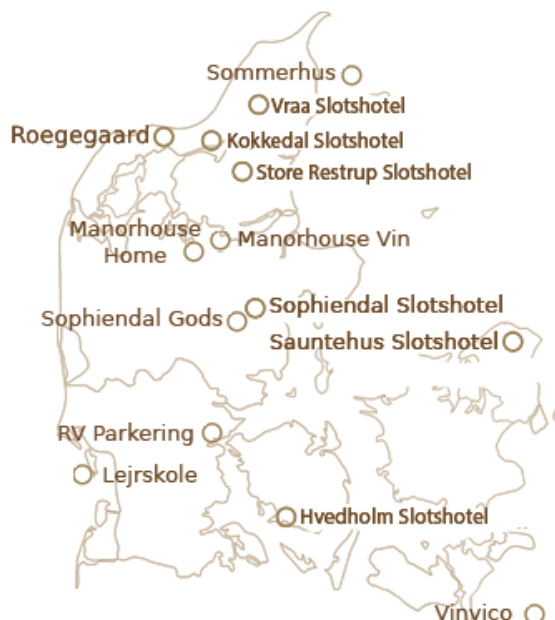 Sommerhus
Vraa Slotshotel
Roegegaard
Kokkedal Slotshotel
Store Restrup Slotshotel
Manorhouse
Home
Manorhouse Vin
Sophiendal Slotshotel
Sophiendal Gods
Sauntehus Slotshotel
RV Parkering
Lejrskole
Hvedholm Slotshotel
Vinvico